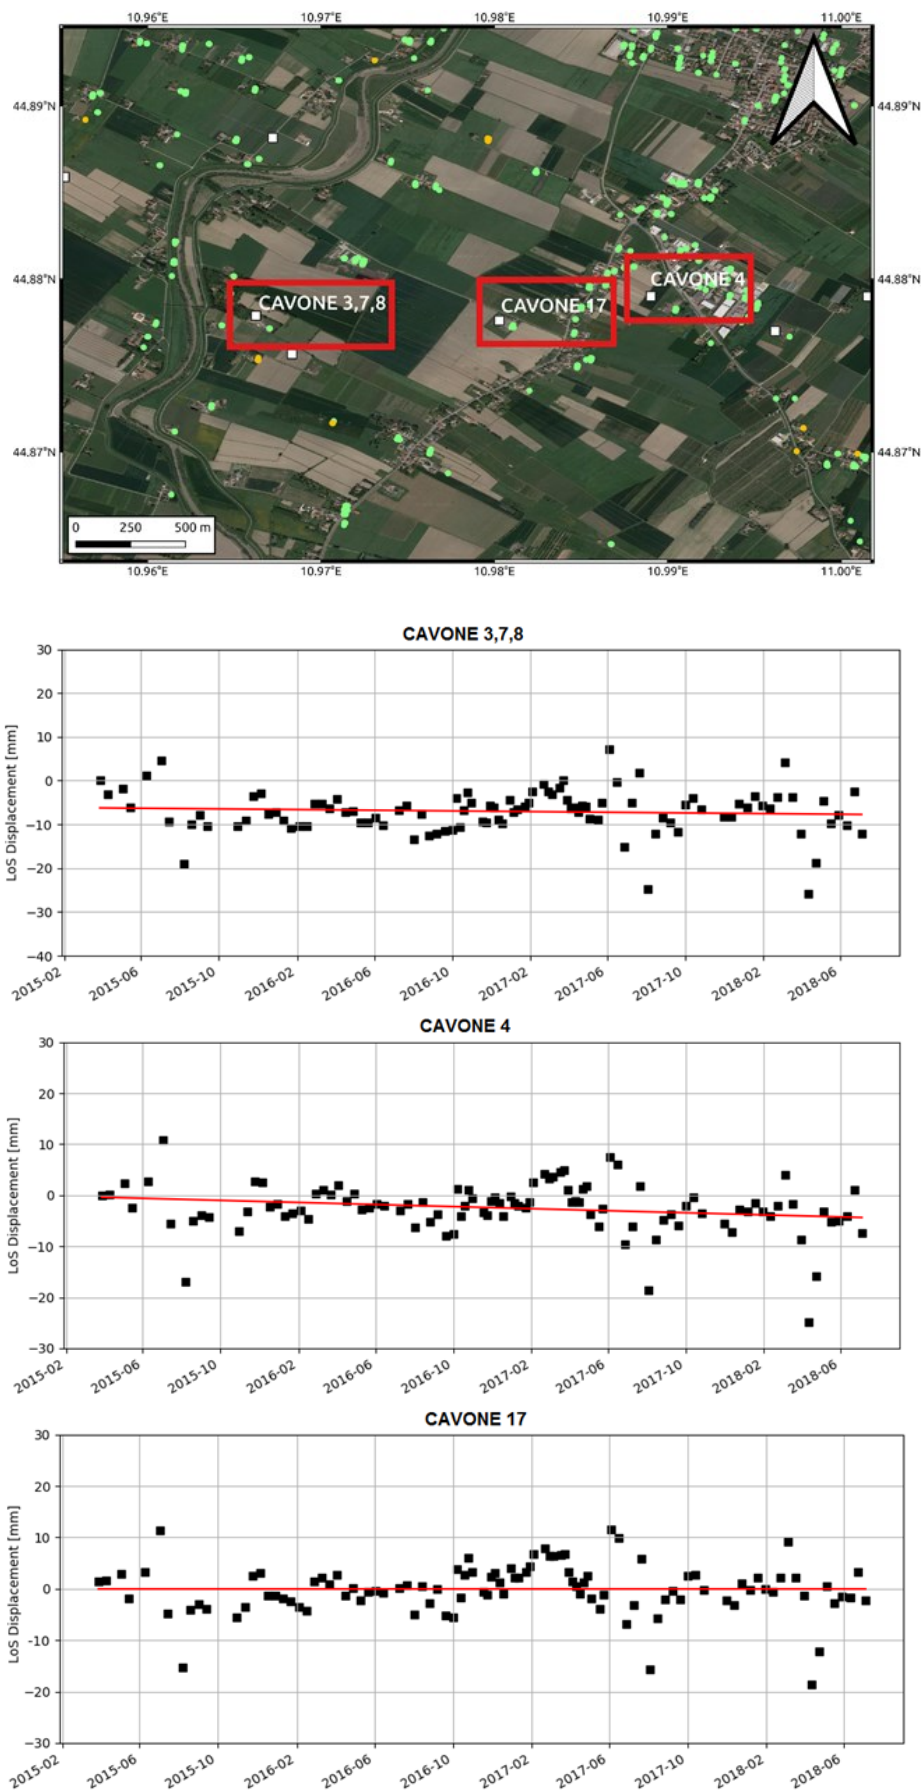 10.96°E 10.97°E 10.98°E 10.99°E 11.00°E
44.89°N 44.89°N
44.88°N 44.88°N
CAVONE 3,7,8 CAVONE 17 CAVONE 4
44.87°N 44.87°N
0 250 500 m
10.96°E 10.97°E 10.98°E 10.99°E 11.00°E
CAVONE 3,7,8
30
20
10
0
−10
−20
−30
−40
LoS Displacement [mm]
2015-02 2015-06 2015-10 2016-02 2016-06 2016-10 2017-02 2017-06 2017-10 2018-02 2018-06
CAVONE 4
30
20
10
0
−10
−20
−30
LoS Displacement [mm]
2015-02 2015-06 2015-10 2016-02 2016-06 2016-10 2017-02 2017-06 2017-10 2018-02 2018-06
CAVONE 17
30
20
10
0
−10
−20
−30
LoS Displacement [mm]
2015-02 2015-06 2015-10 2016-02 2016-06 2016-10 2017-02 2017-06 2017-10 2018-02 2018-06